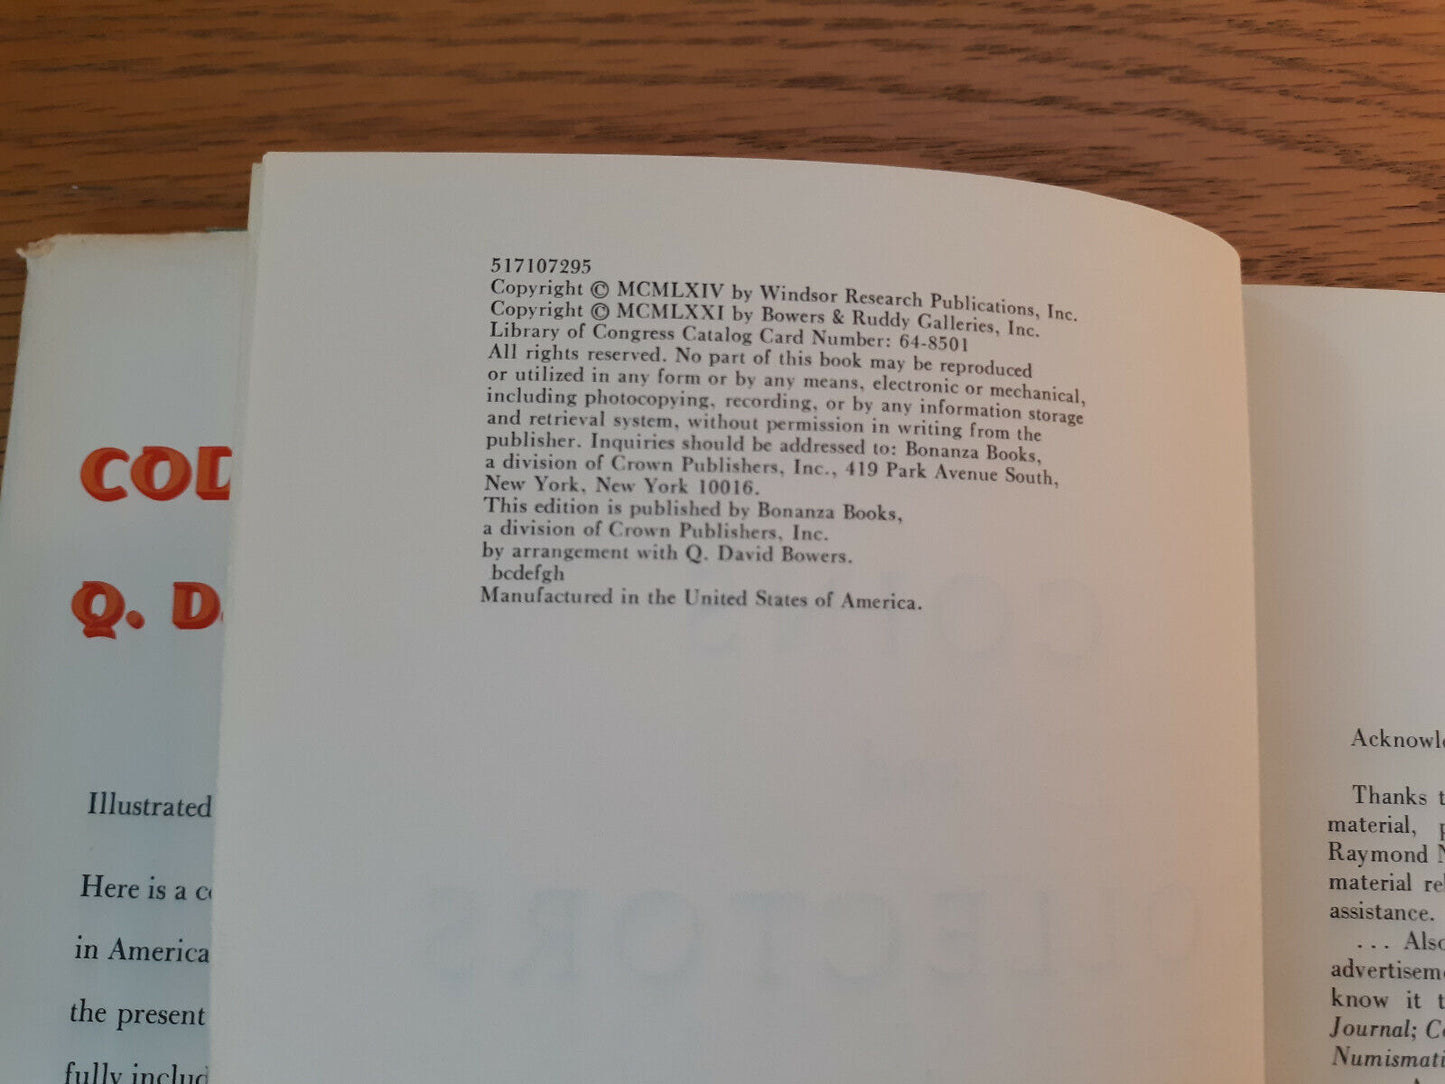 517107295
Copyright © MCMLXIV by Windsor Research Publications, Inc.
Copyright © MCMLXXI by Bowers & Ruddy Galleries, Inc.
Library of Congress Catalog Card Number: 64-8501
All rights reserved. No part of this book may be reproduced
or utilized in any form or by any means, electronic or mechanical,
including photocopying, recording, or by any information storage
and retrieval system, without permission in writing from the
publisher. Inquiries should be addressed to: Bonanza Books,
a division of Crown Publishers, Inc., 419 Park Avenue South,
New York, New York 10016.
This edition is published by Bonanza Books,
a division of Crown Publishers, Inc.
by arrangement with Q. David Bowers.
bcdefgh
Manufactured in the United States of America.
Q. D
Illustrated
Here is a
in America
the present
fully
Thanks
material,
Raymond
material
assistance.
... Also
know it
Journal;